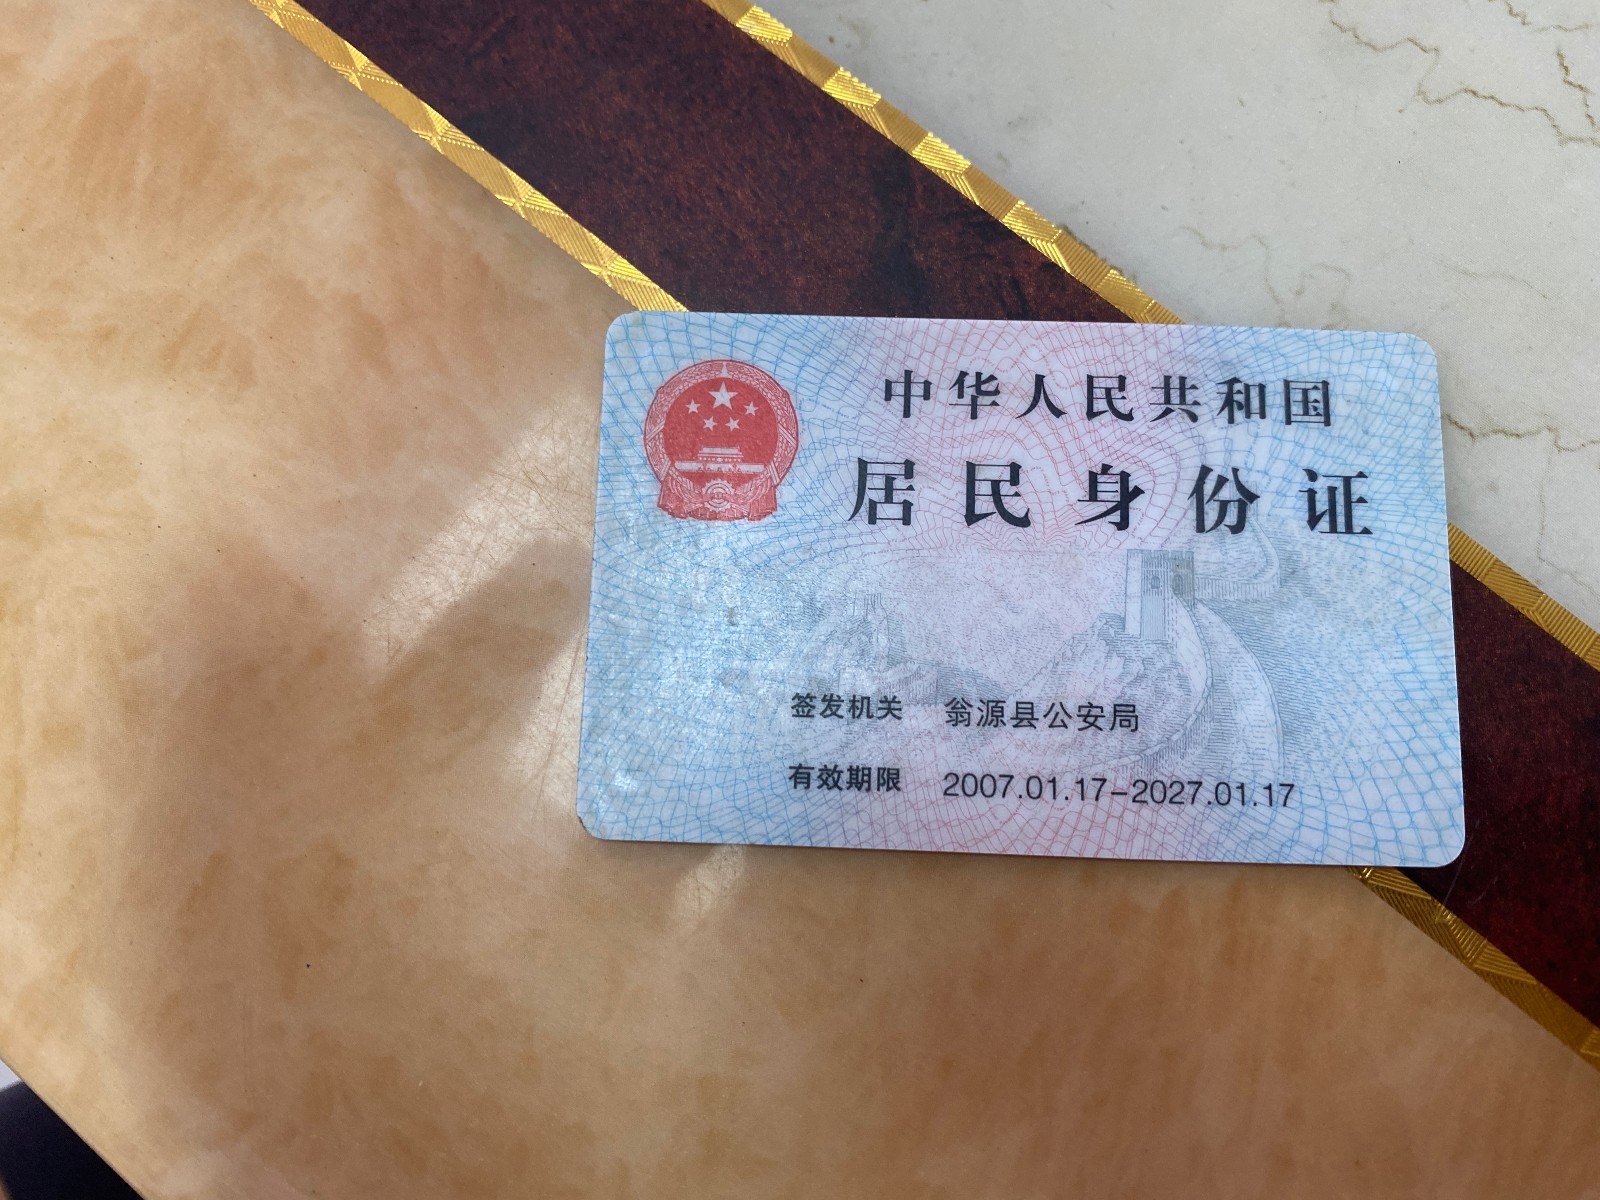 中华人民共和国
居民身份证
签发机关 翁源县公安局
有效期限 2007.01.17-2027.01.17